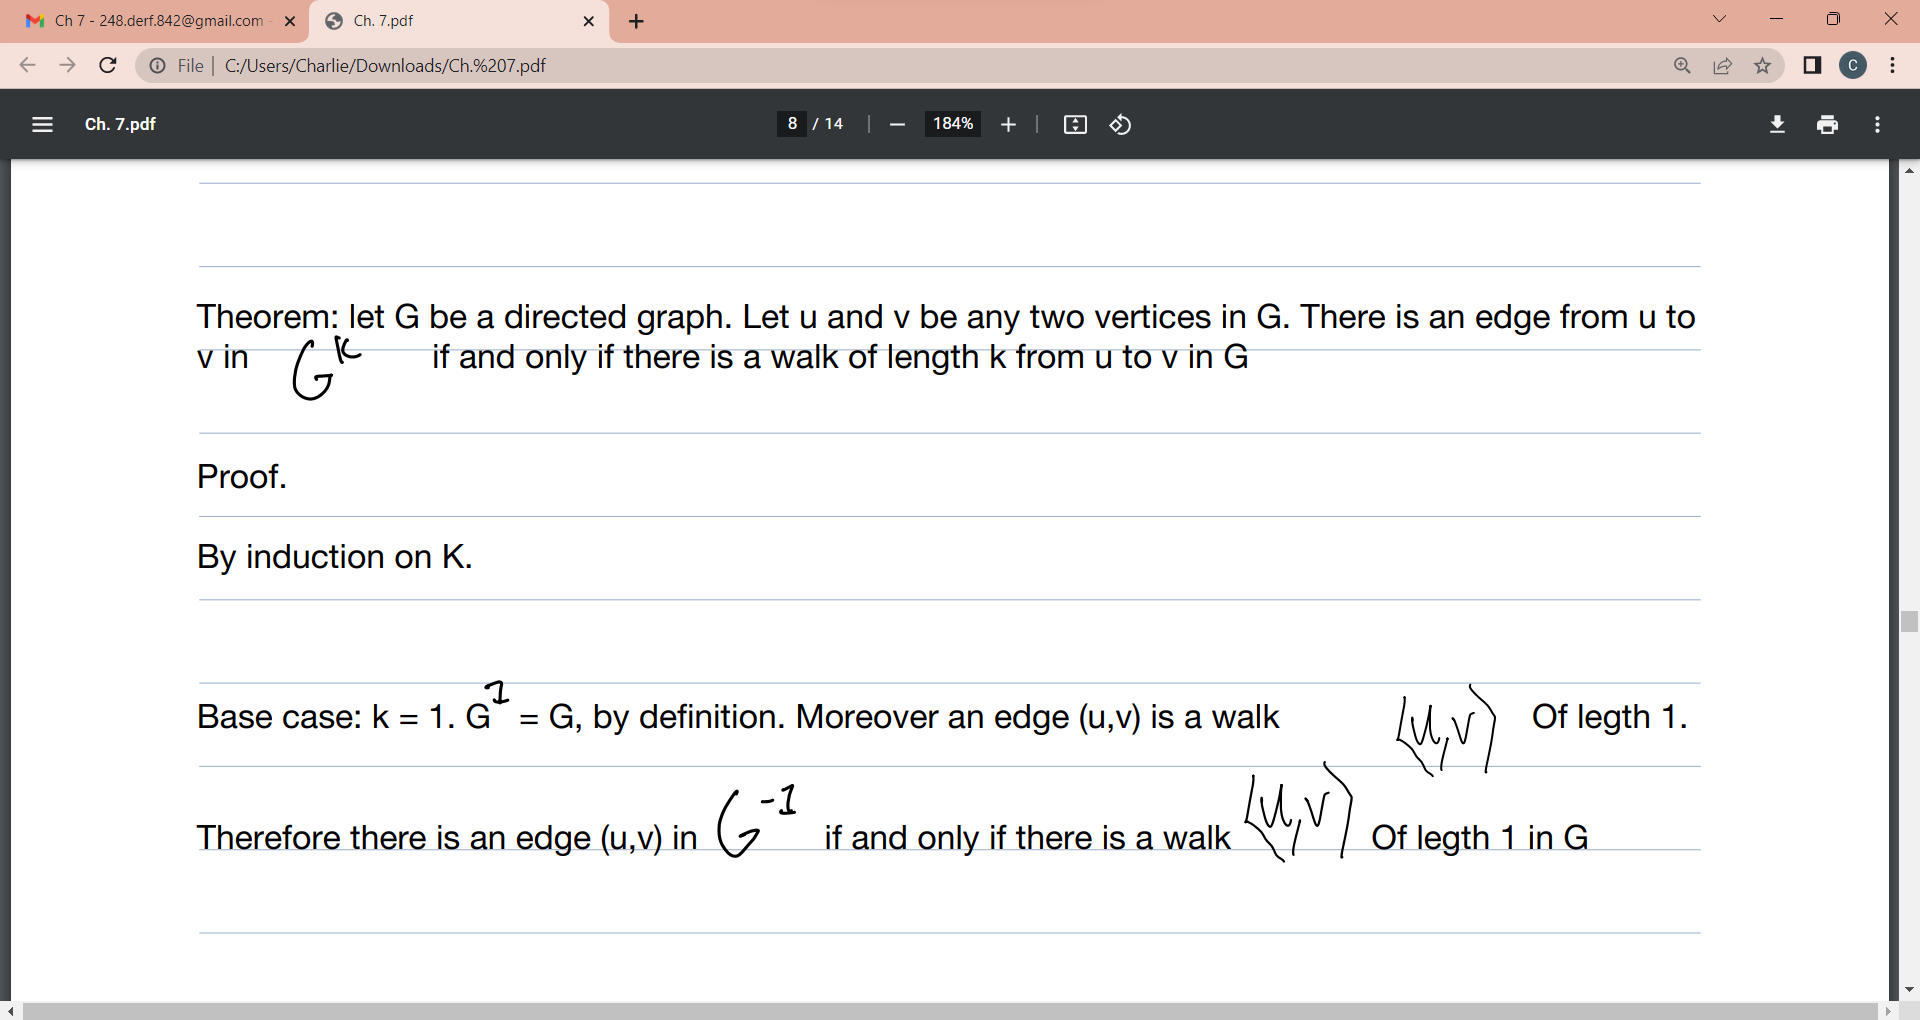 Ch 7 - 248.derf.842@gmail.com - Ch. 7.pdf
File C:/Users/Charlie/Downloads/Ch.%207.pdf C
Ch. 7.pdf 8 / 14 184%
Theorem: let G be a directed graph. Let u and v be any two vertices in G. There is an edge from u to
v in G^k if and only if there is a walk of length k from u to v in G
Proof.
By induction on K.
Base case: k = 1. G^1 = G, by definition. Moreover an edge (u,v) is a walk ⟨u,v⟩ Of legth 1.
Therefore there is an edge (u,v) in G^-1 if and only if there is a walk ⟨u,v⟩ Of legth 1 in G